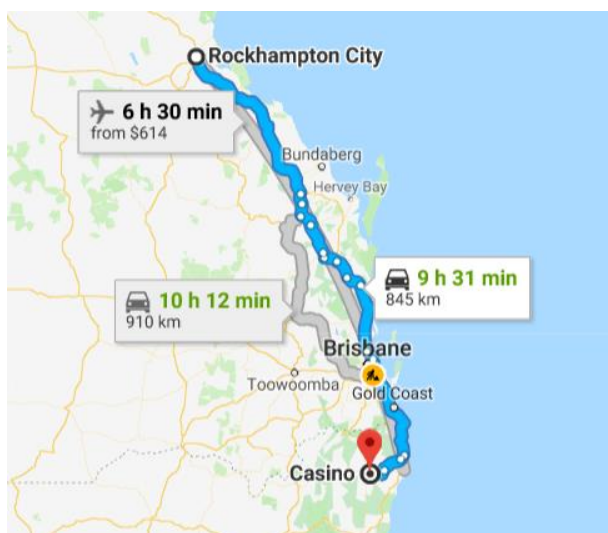 Rockhampton City
6 h 30 min
from $614
Bundaberg
Hervey Bay
9 h 31 min
845 km
10 h 12 min
910 km
Brisbane
Toowoomba
Gold Coast
Casino